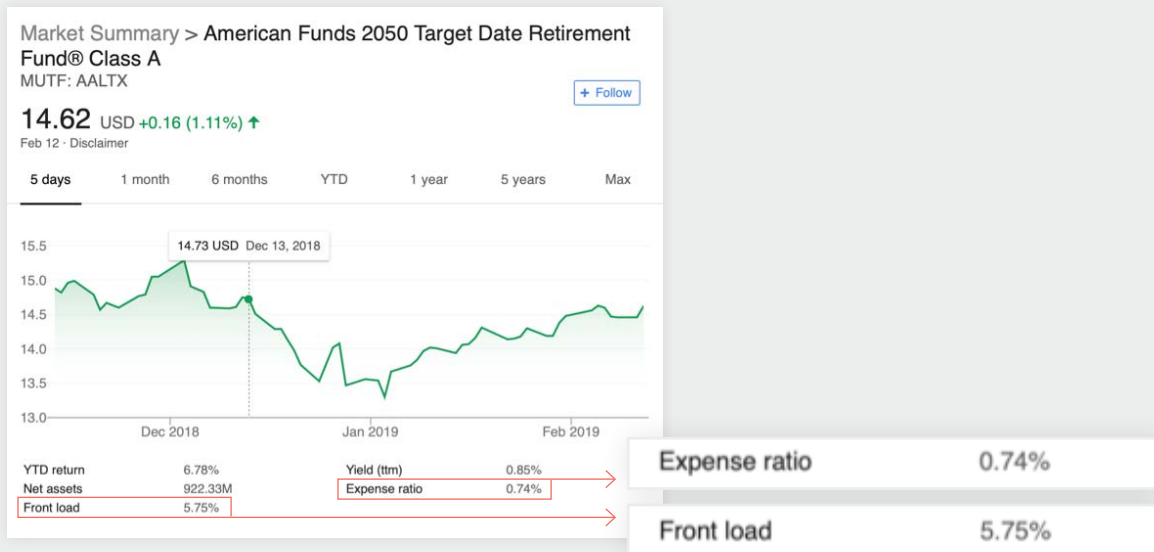 Market Summary > American Funds 2050 Target Date Retirement
Fund® Class A
MUTF: AALTX
+ Follow
14.62 USD +0.16 (1.11%) ↑
Feb 12 · Disclaimer
5 days 1 month 6 months YTD 1 year 5 years Max
14.73 USD Dec 13, 2018
15.5
15.0
14.5
14.0
13.5
13.0
Dec 2018 Jan 2019 Feb 2019
YTD return 6.78% Yield (ttm) 0.85%
Net assets 922.33M Expense ratio 0.74%
Front load 5.75%
Expense ratio 0.74%
Front load 5.75%